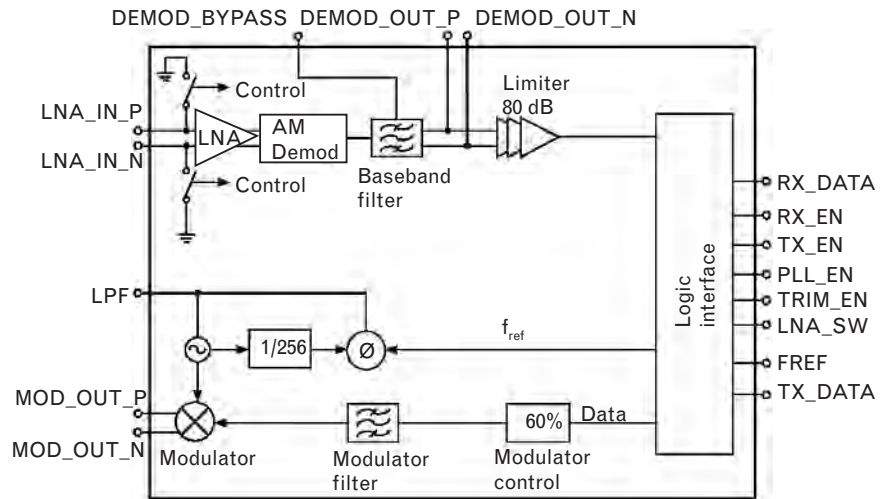 DEMOD_BYPASS DEMOD_OUT_P DEMOD_OUT_N
Limiter
80 dB
Control
LNA_IN_P
LNA
AM
Demod
LNA_IN_N
Control
Baseband
filter
RX_DATA
RX_EN
TX_EN
PLL_EN
TRIM_EN
LNA_SW
FREF
TX_DATA
Logic
interface
LPF
1/256
Ø
fref
MOD_OUT_P
MOD_OUT_N
Modulator
Modulator
filter
60%
Data
Modulator
control